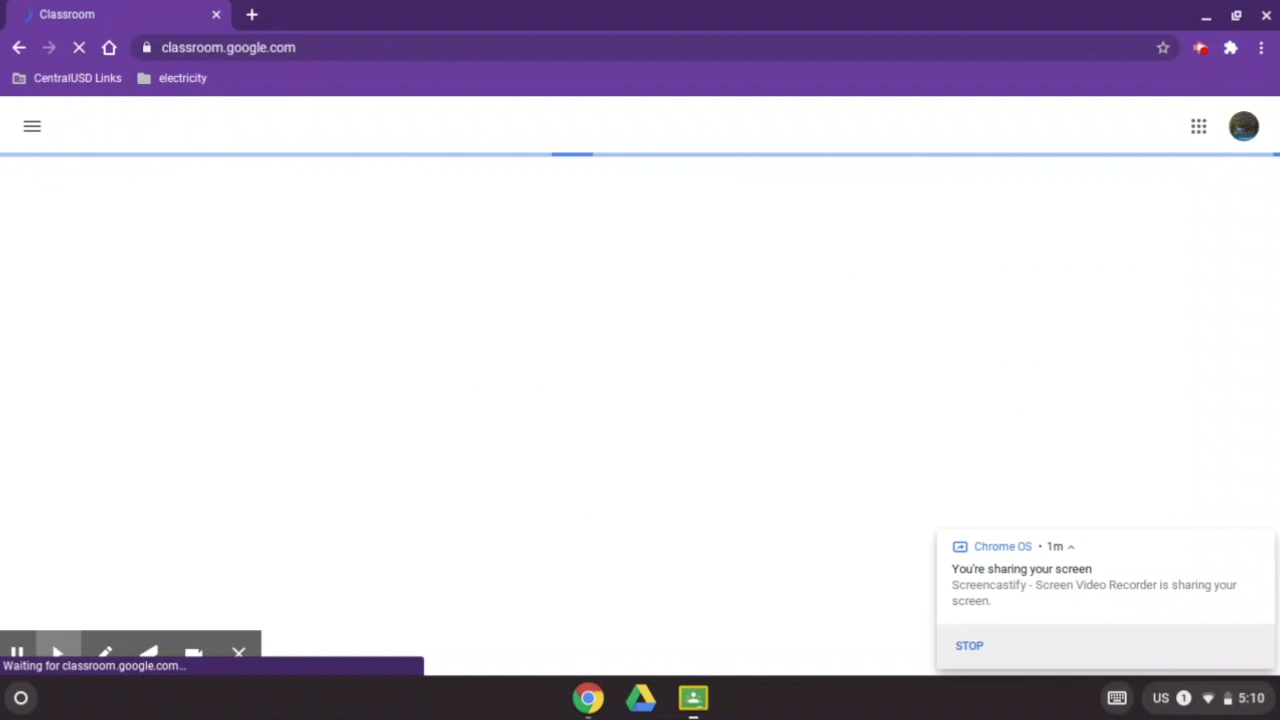 Classroom
classroom.google.com
CentralUSD Links
electricity
Chrome OS • 1m
You're sharing your screen
Screencastify - Screen Video Recorder is sharing your
screen.
STOP
Waiting for classroom.google.com...
US 1 5:10